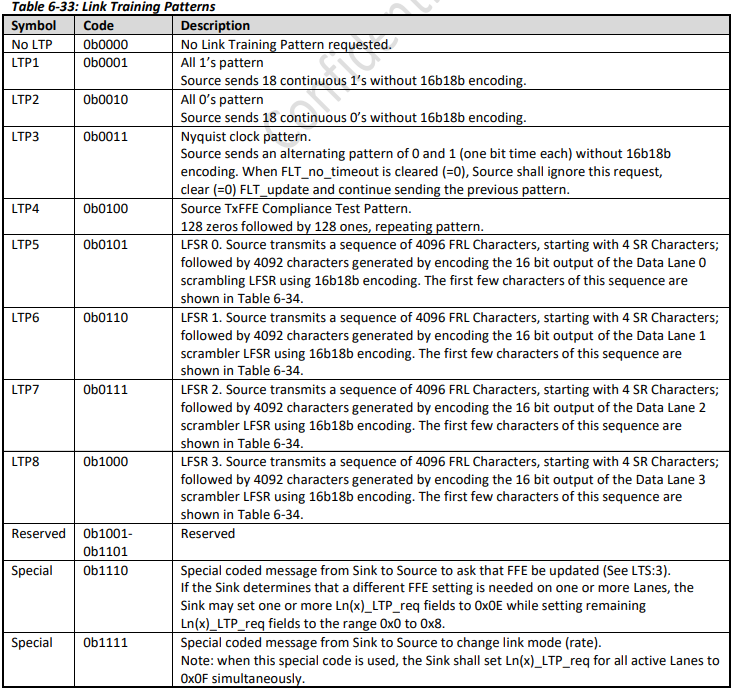 Table 6-33: Link Training Patterns
Symbol Code Description
No LTP 0b0000 No Link Training Pattern requested.
LTP1 0b0001 All 1's pattern
Source sends 18 continuous 1's without 16b18b encoding.
LTP2 0b0010 All 0's pattern
Source sends 18 continuous 0's without 16b18b encoding.
LTP3 0b0011 Nyquist clock pattern.
Source sends an alternating pattern of 0 and 1 (one bit time each) without 16b18b
encoding. When FLT_no_timeout is cleared (=0), Source shall ignore this request,
clear (=0) FLT_update and continue sending the previous pattern.
LTP4 0b0100 Source TxFFE Compliance Test Pattern.
128 zeros followed by 128 ones, repeating pattern.
LTP5 0b0101 LFSR 0. Source transmits a sequence of 4096 FRL Characters, starting with 4 SR Characters;
followed by 4092 characters generated by encoding the 16 bit output of the Data Lane 0
scrambling LFSR using 16b18b encoding. The first few characters of this sequence are
shown in Table 6-34.
LTP6 0b0110 LFSR 1. Source transmits a sequence of 4096 FRL Characters, starting with 4 SR Characters;
followed by 4092 characters generated by encoding the 16 bit output of the Data Lane 1
scrambler LFSR using 16b18b encoding. The first few characters of this sequence are
shown in Table 6-34.
LTP7 0b0111 LFSR 2. Source transmits a sequence of 4096 FRL Characters, starting with 4 SR Characters;
followed by 4092 characters generated by encoding the 16 bit output of the Data Lane 2
scrambler LFSR using 16b18b encoding. The first few characters of this sequence are
shown in Table 6-34.
LTP8 0b1000 LFSR 3. Source transmits a sequence of 4096 FRL Characters, starting with 4 SR Characters;
followed by 4092 characters generated by encoding the 16 bit output of the Data Lane 3
scrambler LFSR using 16b18b encoding. The first few characters of this sequence are
shown in Table 6-34.
Reserved 0b1001- Reserved
0b1101
Special 0b1110 Special coded message from Sink to Source to ask that FFE be updated (See LTS:3).
If the Sink determines that a different FFE setting is needed on one or more Lanes, the
Sink may set one or more Ln(x)_LTP_req fields to 0x0E while setting remaining
Ln(x)_LTP_req fields to the range 0x0 to 0x8.
Special 0b1111 Special coded message from Sink to Source to change link mode (rate).
Note: when this special code is used, the Sink shall set Ln(x)_LTP_req for all active Lanes to
0x0F simultaneously.